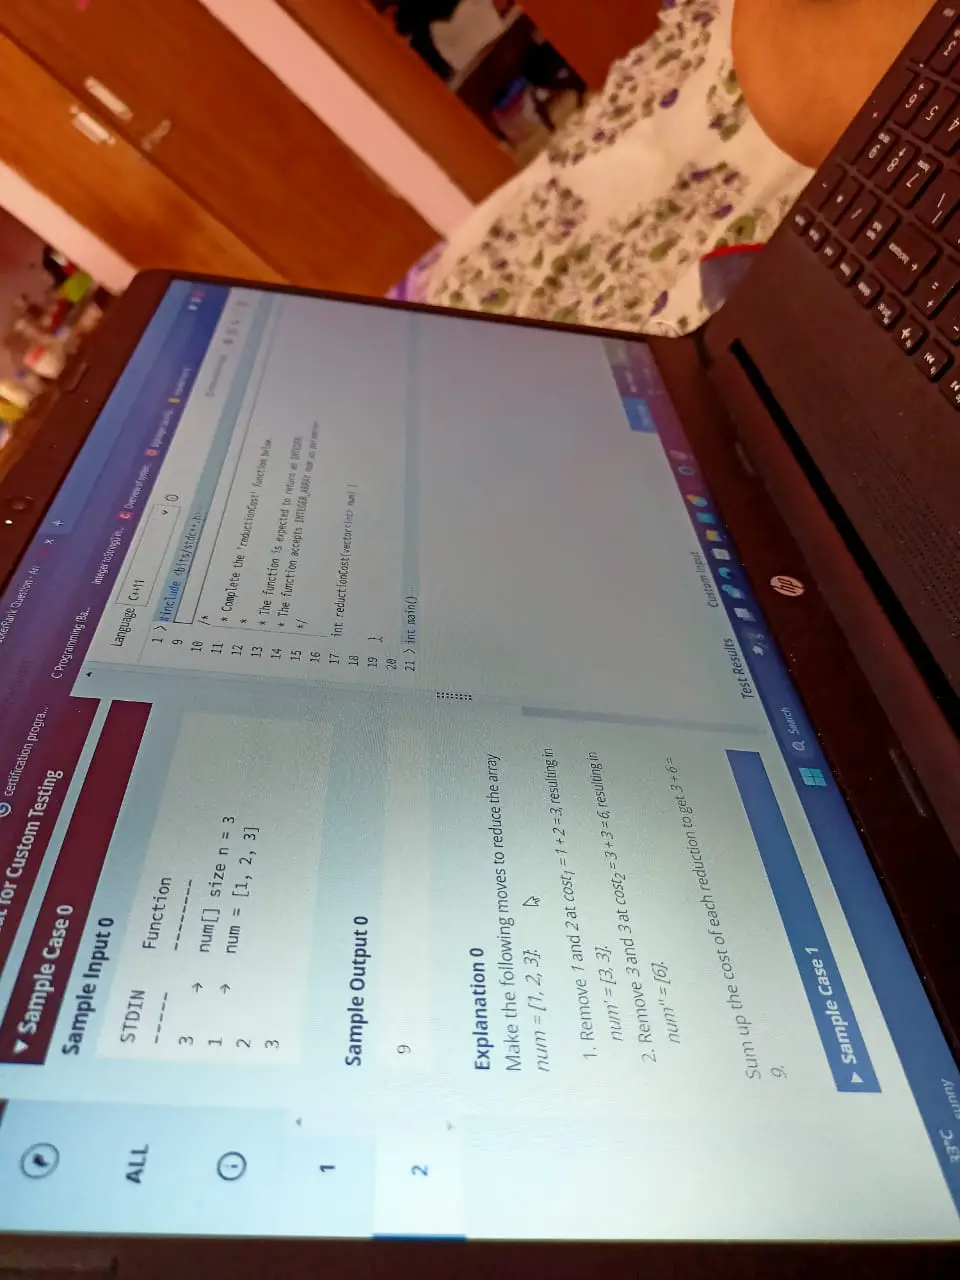 Certification progra...
C Programming (Ba...
for Custom Testing
▼ Sample Case 0
Sample Input 0
STDIN Function
----- --------
3 → num[] size n = 3
1 → num = [1, 2, 3]
2
3
Sample Output 0
9
Explanation 0
Make the following moves to reduce the array
num = [1, 2, 3]:
1. Remove 1 and 2 at cost1 = 1 + 2 = 3, resulting in
num' = [3, 3].
2. Remove 3 and 3 at cost2 = 3 + 3 = 6, resulting in
num'' = [6].
Sum up the cost of each reduction to get 3 + 6 =
9.
▶ Sample Case 1
ALL
1
2
Language C++11
1 > #include <bits/stdc++.h>
9
10 /*
11 * Complete the 'reductionCost' function below.
12 *
13 * The function is expected to return an INTEGER.
14 * The function accepts INTEGER_ARRAY num as parameter
15 */
16
17 int reductionCost(vector<int> num) {
18
19 }
20
21 > int main()
Test Results
Custom Input
Search
33°C
Sunny
hp